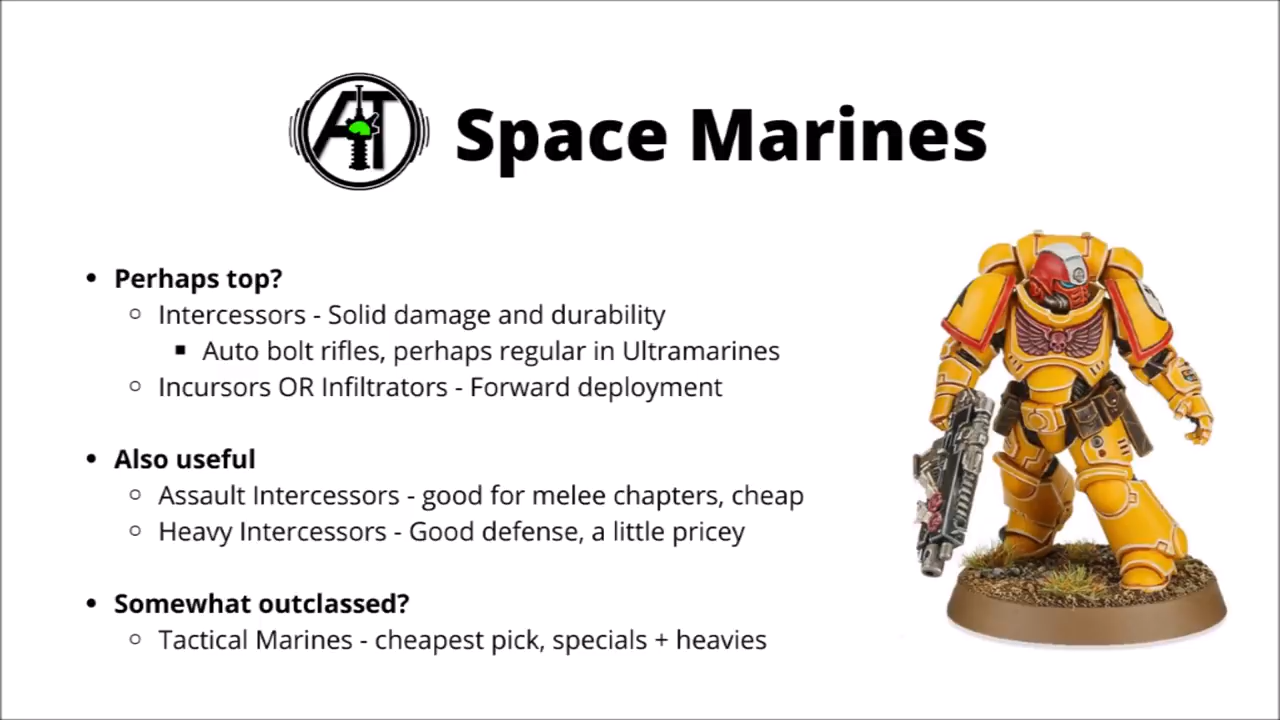 AT
Space Marines
• Perhaps top?
○ Intercessors - Solid damage and durability
▪ Auto bolt rifles, perhaps regular in Ultramarines
○ Incursors OR Infiltrators - Forward deployment
• Also useful
○ Assault Intercessors - good for melee chapters, cheap
○ Heavy Intercessors - Good defense, a little pricey
• Somewhat outclassed?
○ Tactical Marines - cheapest pick, specials + heavies